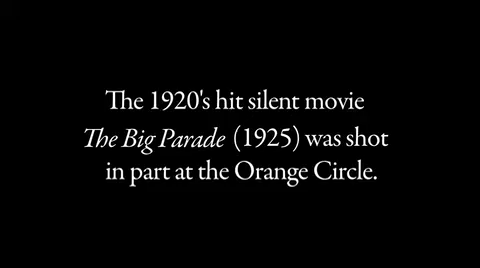 The 1920's hit silent movie
The Big Parade (1925) was shot
in part at the Orange Circle.